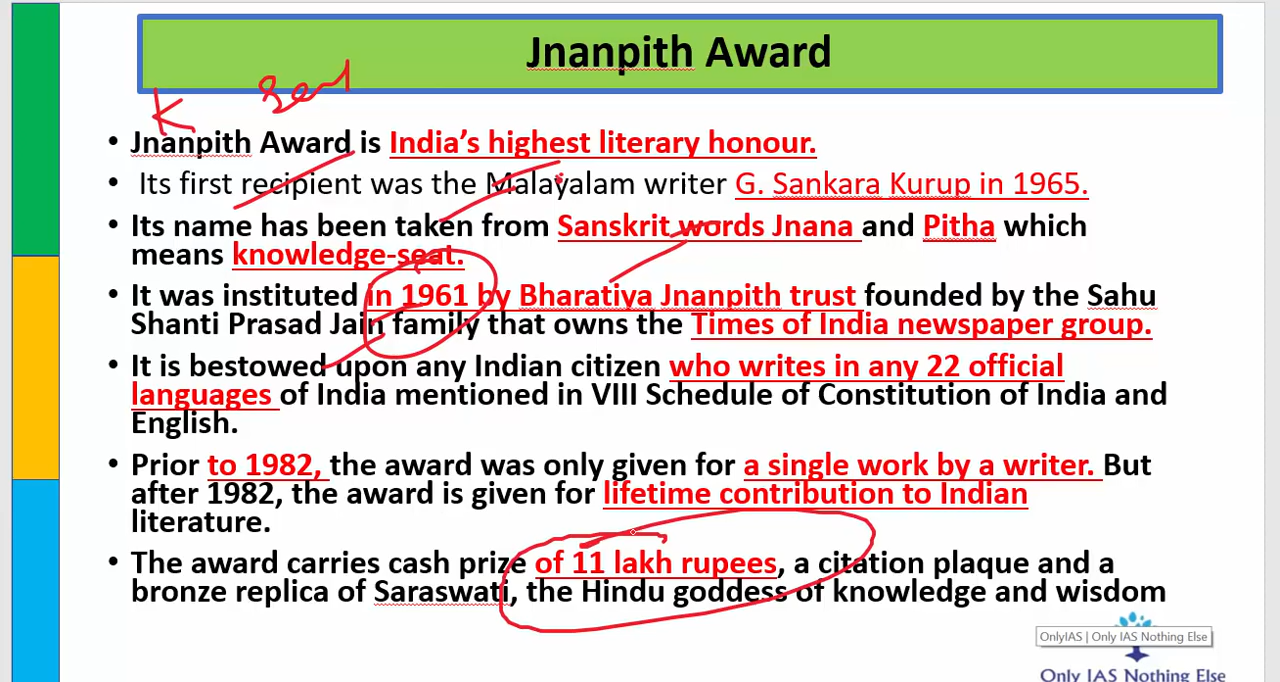 Jnanpith Award
K Seat
• Jnanpith Award is India's highest literary honour.
• Its first recipient was the Malayalam writer G. Sankara Kurup in 1965.
• Its name has been taken from Sanskrit words Jnana and Pitha which
means knowledge-seat.
• It was instituted in 1961 by Bharatiya Jnanpith trust founded by the Sahu
Shanti Prasad Jain family that owns the Times of India newspaper group.
• It is bestowed upon any Indian citizen who writes in any 22 official
languages of India mentioned in VIII Schedule of Constitution of India and
English.
• Prior to 1982, the award was only given for a single work by a writer. But
after 1982, the award is given for lifetime contribution to Indian
literature.
• The award carries cash prize of 11 lakh rupees, a citation plaque and a
bronze replica of Saraswati, the Hindu goddess of knowledge and wisdom
OnlyIAS | Only IAS Nothing Else
Only IAS Nothing Else